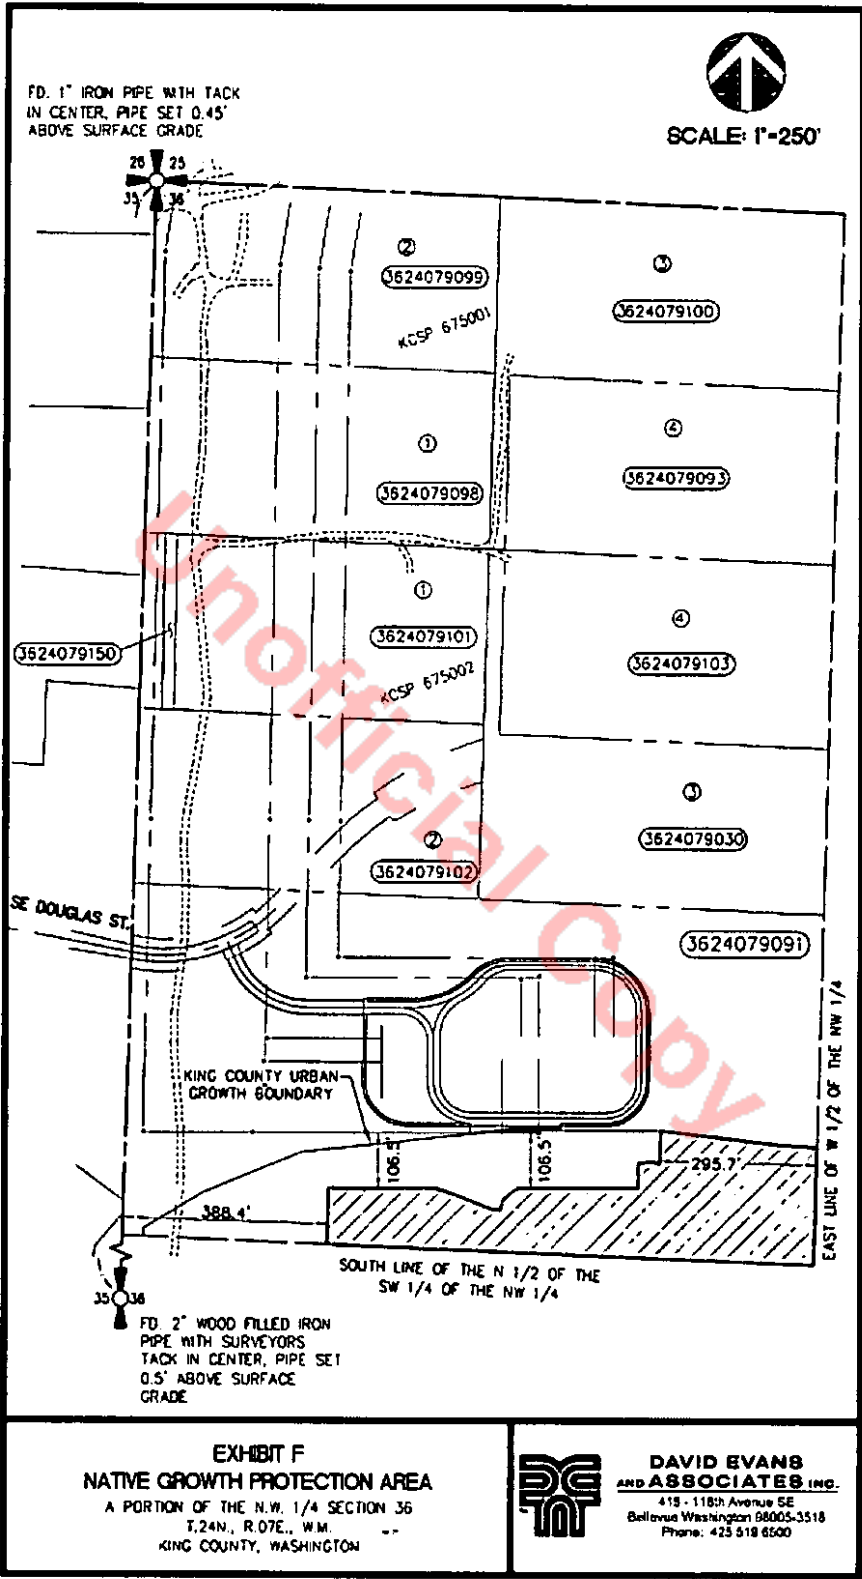 SCALE: 1"=250'
FD. 1" IRON PIPE WITH TACK
IN CENTER, PIPE SET 0.45'
ABOVE SURFACE GRADE
26 25
35 36
2
3624079099
KCSP 675001
3
3624079100
1
3624079098
4
3624079093
1
3624079101
KCSP 675002
4
3624079103
3624079150
2
3624079102
3
3624079030
SE DOUGLAS ST.
3624079091
KING COUNTY URBAN
GROWTH BOUNDARY
106.5'
106.5'
295.7'
388.4'
EAST LINE OF W 1/2 OF THE NW 1/4
SOUTH LINE OF THE N 1/2 OF THE
SW 1/4 OF THE NW 1/4
35 36
FD. 2" WOOD FILLED IRON
PIPE WITH SURVEYORS
TACK IN CENTER, PIPE SET
0.5' ABOVE SURFACE
GRADE
Unofficial Copy
EXHIBIT F
NATIVE GROWTH PROTECTION AREA
A PORTION OF THE N.W. 1/4 SECTION 36
T.24N., R.07E., W.M.
KING COUNTY, WASHINGTON
DAVID EVANS
AND ASSOCIATES INC.
415 - 118th Avenue SE
Bellevue Washington 98005-3518
Phone: 425 519 6500